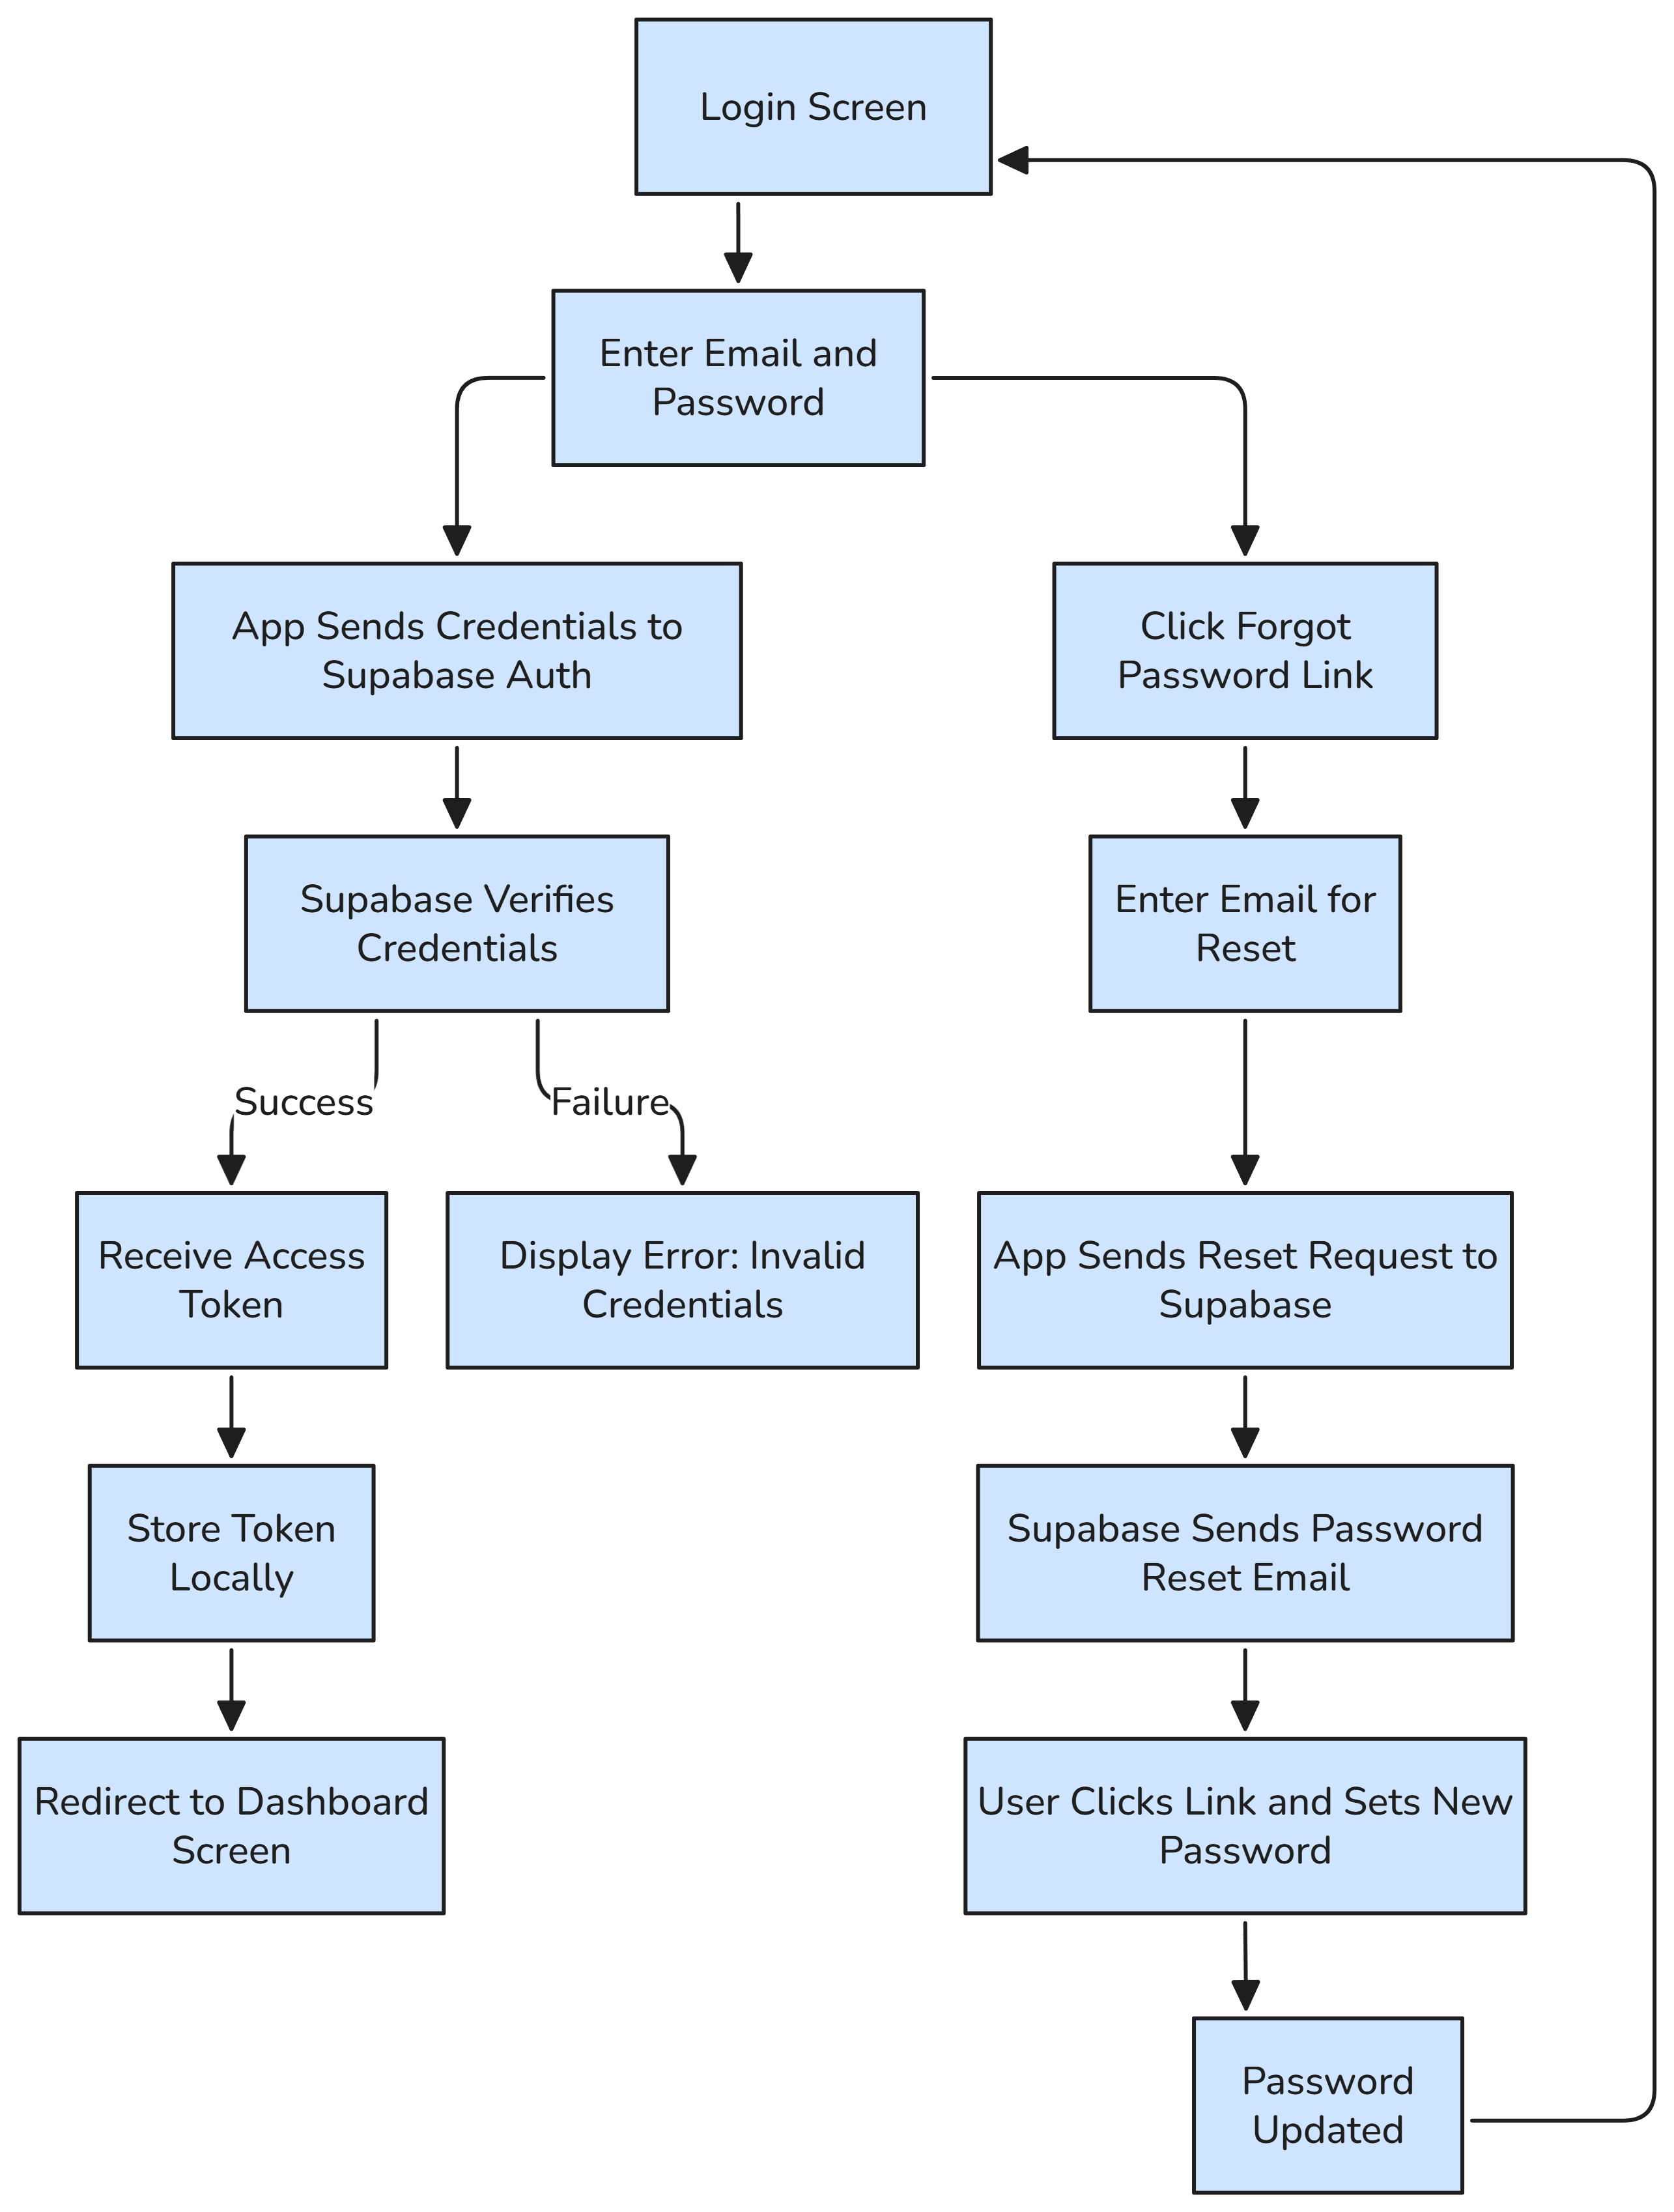 Login Screen
Enter Email and
Password
App Sends Credentials to
Supabase Auth
Click Forgot
Password Link
Supabase Verifies
Credentials
Enter Email for
Reset
Success
Failure
Receive Access
Token
Display Error: Invalid
Credentials
App Sends Reset Request to
Supabase
Store Token
Locally
Supabase Sends Password
Reset Email
Redirect to Dashboard
Screen
User Clicks Link and Sets New
Password
Password
Updated